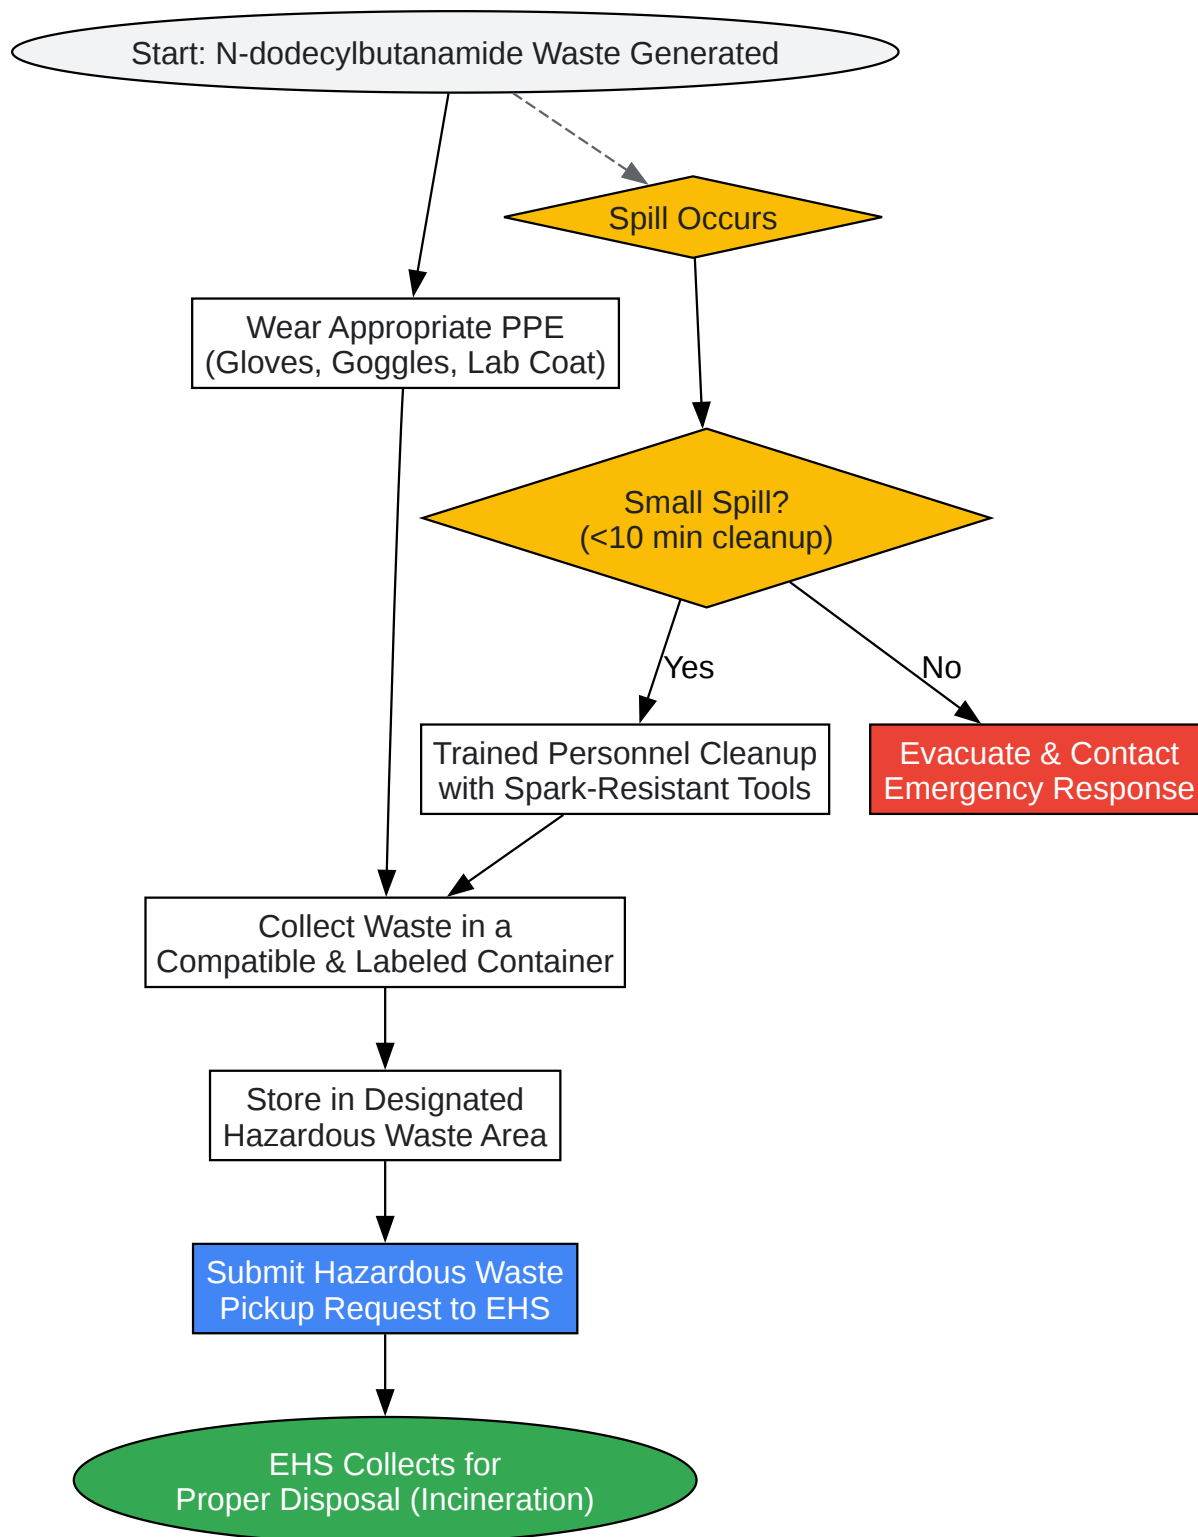 Start: N-dodecylbutanamide Waste Generated
Spill Occurs
Wear Appropriate PPE
(Gloves, Goggles, Lab Coat)
Small Spill?
(<10 min cleanup)
Yes
No
Trained Personnel Cleanup
with Spark-Resistant Tools
Evacuate & Contact
Emergency Response
Collect Waste in a
Compatible & Labeled Container
Store in Designated
Hazardous Waste Area
Submit Hazardous Waste
Pickup Request to EHS
EHS Collects for
Proper Disposal (Incineration)